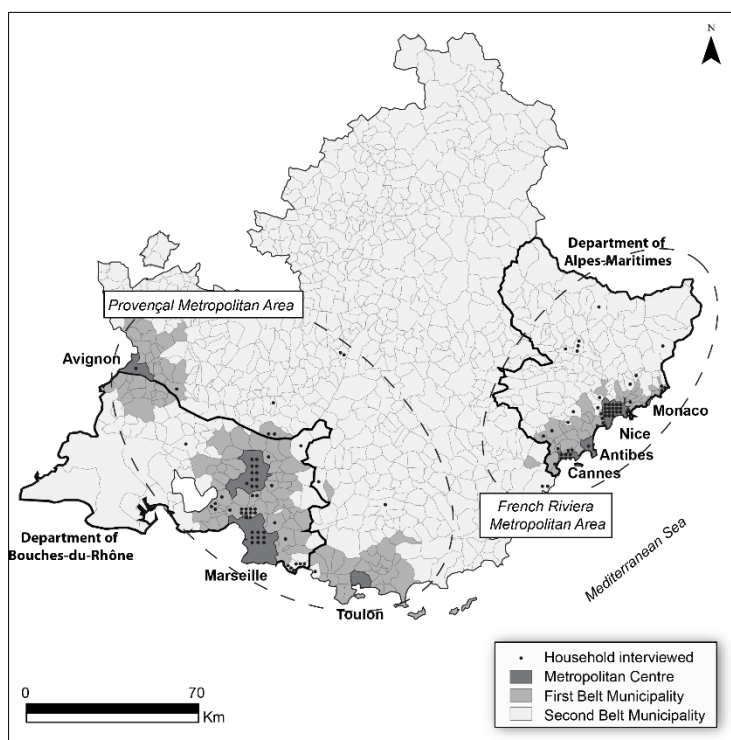 N
Department of
Alpes-Maritimes
Provençal Metropolitan Area
Avignon
Monaco
Nice
Antibes
Cannes
French Riviera
Metropolitan Area
Department of
Bouches-du-Rhône
Marseille
Toulon
Mediterranean Sea
0 70
Km
Household interviewed
Metropolitan Centre
First Belt Municipality
Second Belt Municipality